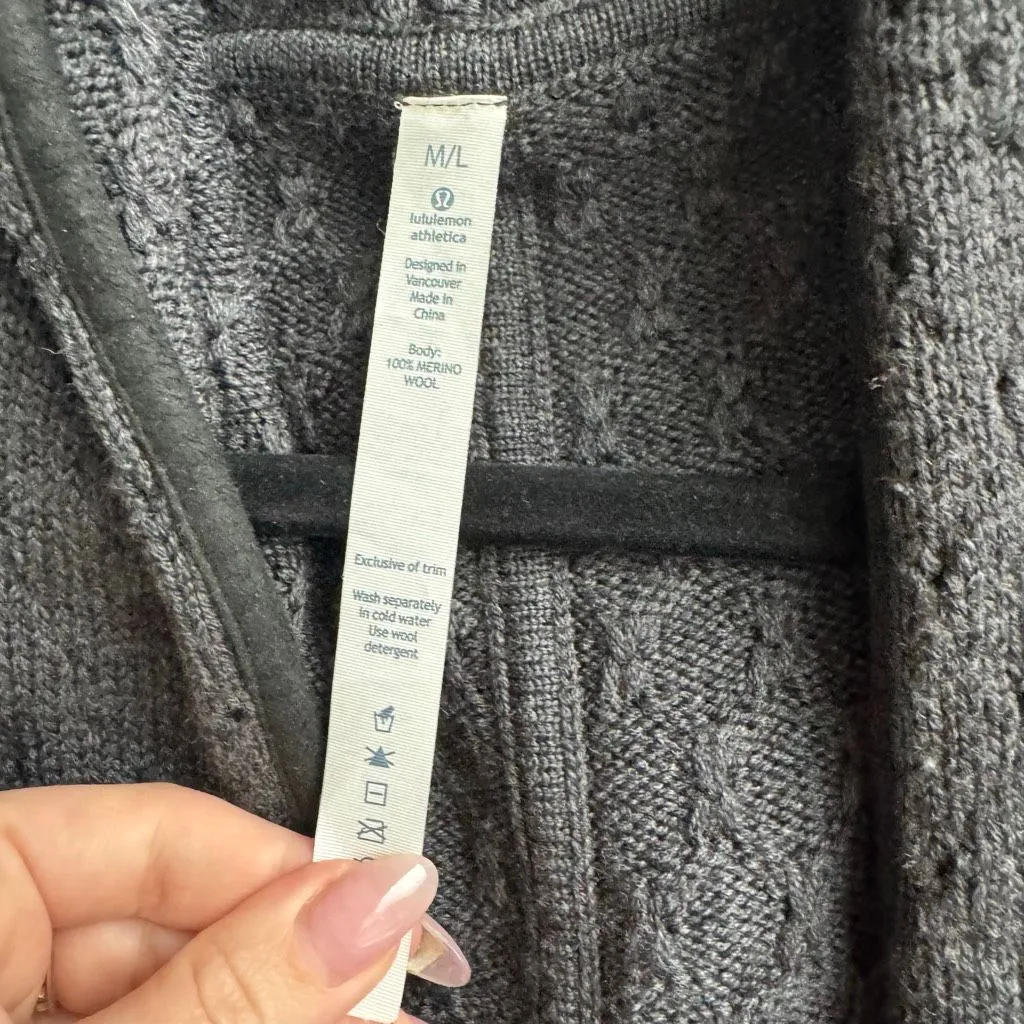 M/L
lululemon
athletica
Designed in
Vancouver
Made in
China
Body:
100% MERINO
WOOL
Exclusive of trim
Wash separately
in cold water
Use wool
detergent